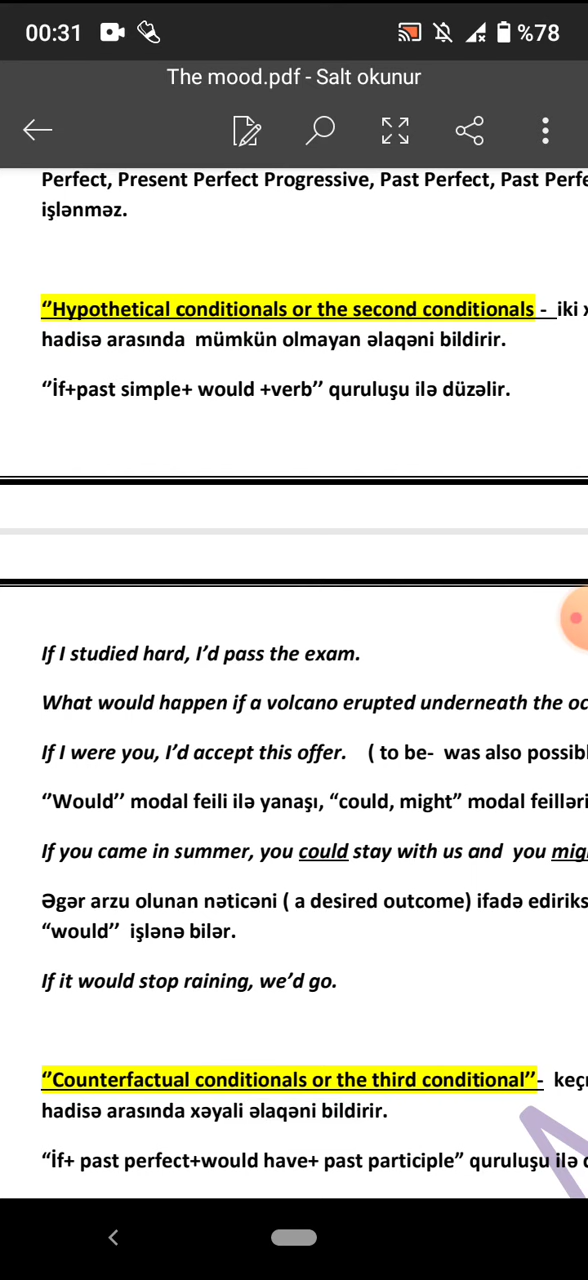 00:31 %78
The mood.pdf - Salt okunur
Perfect, Present Perfect Progressive, Past Perfect, Past Perfe
işlənməz.
‘’Hypothetical conditionals or the second conditionals - iki
hadisə arasında mümkün olmayan əlaqəni bildirir.
‘’İf+past simple+ would +verb’’ quruluşu ilə düzəlir.
If I studied hard, I’d pass the exam.
What would happen if a volcano erupted underneath the oc
If I were you, I’d accept this offer. ( to be- was also possibl
‘’Would’’ modal feili ilə yanaşı, “could, might” modal feilləri
If you came in summer, you could stay with us and you mig
Əgər arzu olunan nəticəni ( a desired outcome) ifadə ediriks
“would’’ işlənə bilər.
If it would stop raining, we’d go.
‘’Counterfactual conditionals or the third conditional’’- keç
hadisə arasında xəyali əlaqəni bildirir.
“İf+ past perfect+would have+ past participle” quruluşu ilə